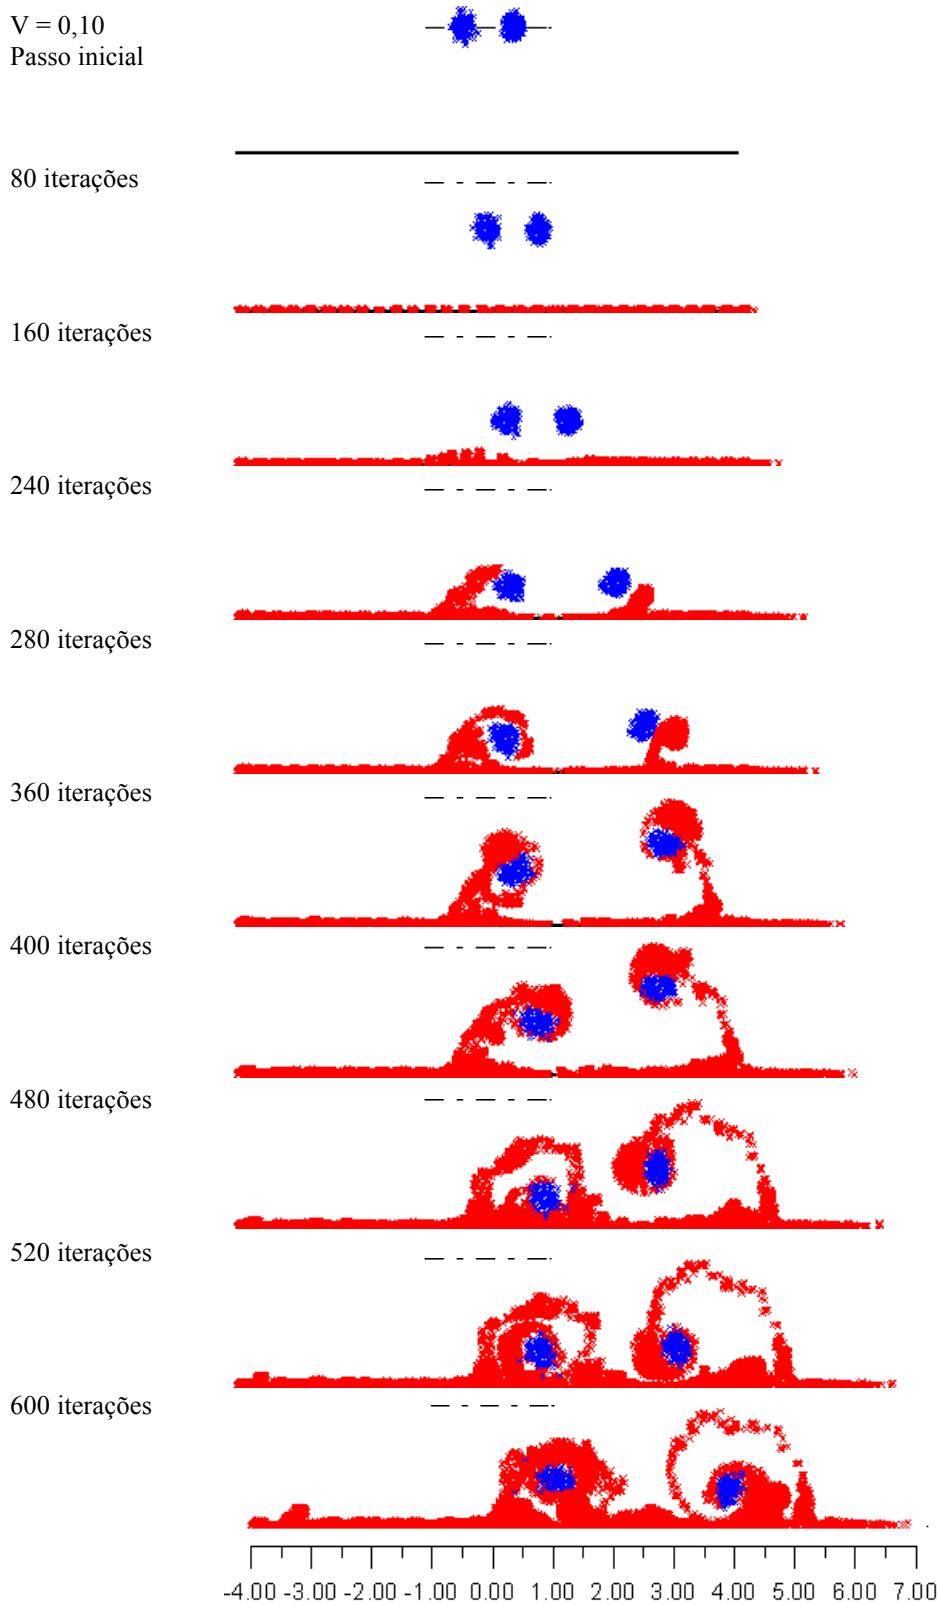 V = 0,10
Passo inicial
80 iterações
160 iterações
240 iterações
280 iterações
360 iterações
400 iterações
480 iterações
520 iterações
600 iterações
-4.00 -3.00 -2.00 -1.00 0.00 1.00 2.00 3.00 4.00 5.00 6.00 7.00